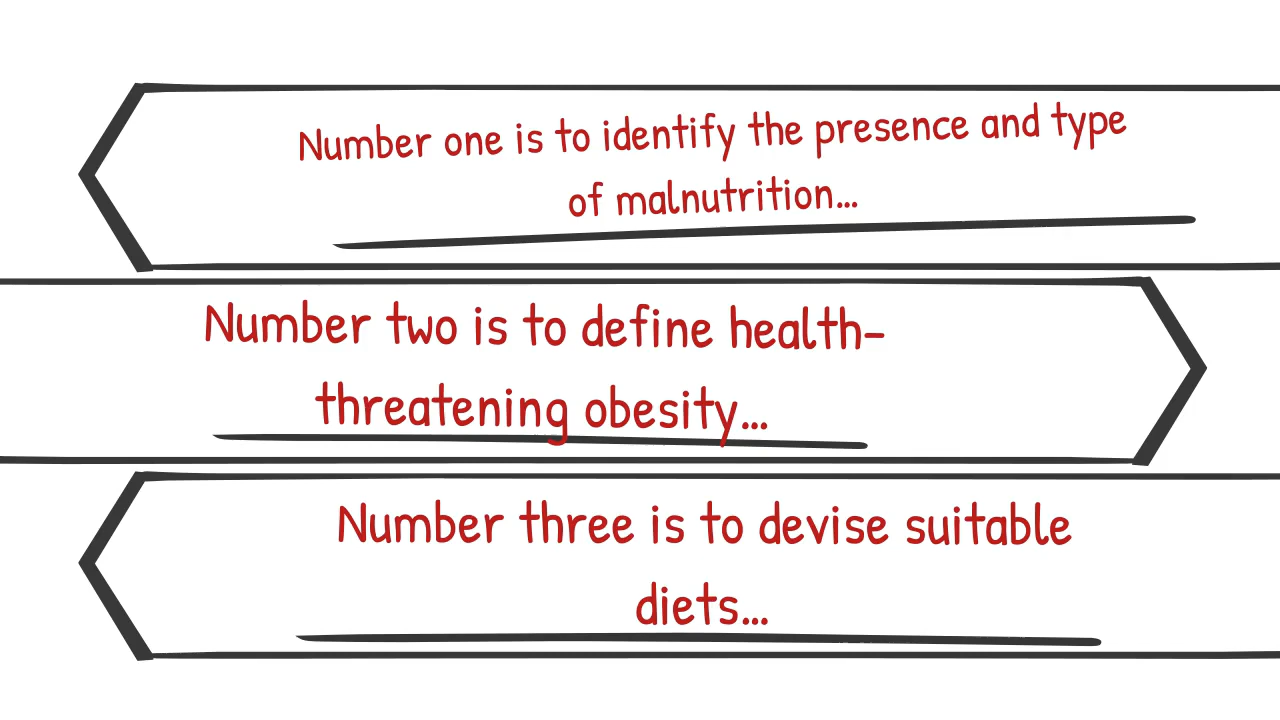 Number one is to identify the presence and type
of malnutrition...
Number two is to define health-
threatening obesity...
Number three is to devise suitable
diets...